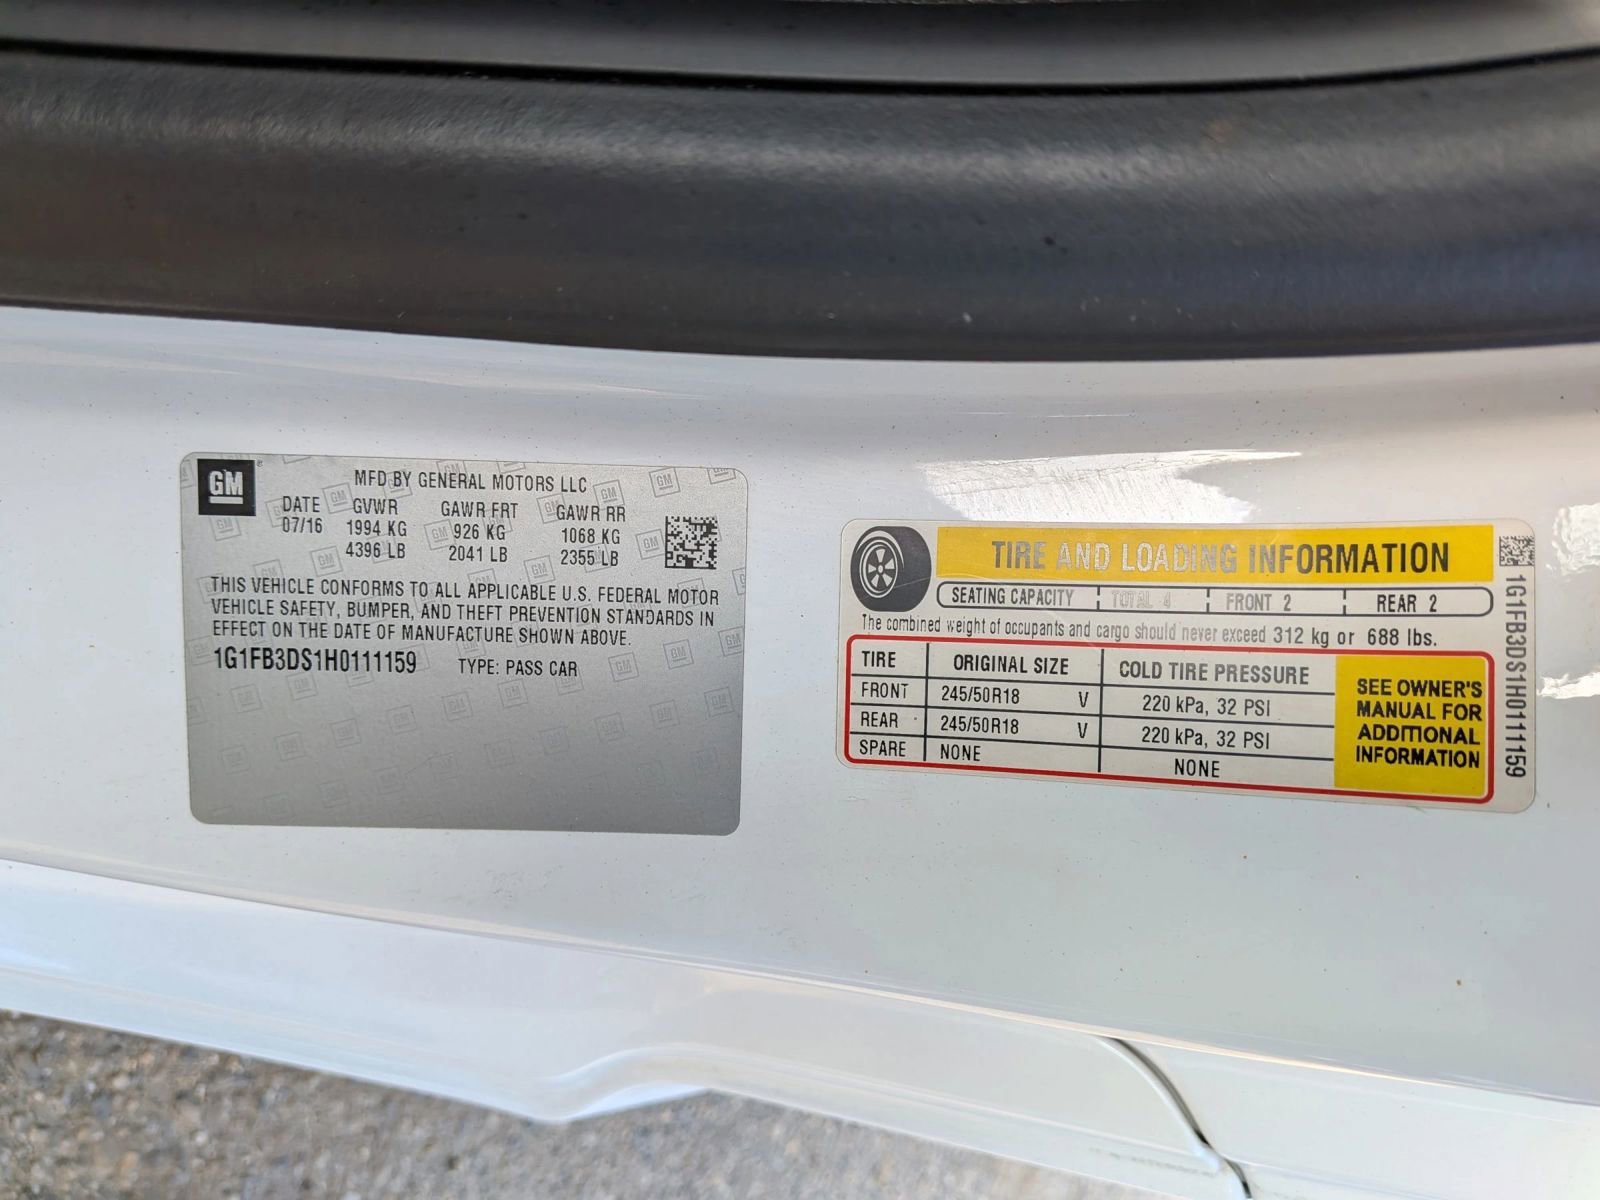 GM
MFD BY GENERAL MOTORS LLC
DATE GVWR GAWR FRT GAWR RR
07/16 1994 KG 926 KG 1068 KG
4396 LB 2041 LB 2355 LB
THIS VEHICLE CONFORMS TO ALL APPLICABLE U.S. FEDERAL MOTOR
VEHICLE SAFETY, BUMPER, AND THEFT PREVENTION STANDARDS IN
EFFECT ON THE DATE OF MANUFACTURE SHOWN ABOVE.
1G1FB3DS1H0111159 TYPE: PASS CAR
TIRE AND LOADING INFORMATION
SEATING CAPACITY TOTAL 4 FRONT 2 REAR 2
The combined weight of occupants and cargo should never exceed 312 kg or 688 lbs.
TIRE ORIGINAL SIZE COLD TIRE PRESSURE
FRONT 245/50R18 V 220 kPa, 32 PSI
REAR 245/50R18 V 220 kPa, 32 PSI
SPARE NONE NONE
SEE OWNER'S
MANUAL FOR
ADDITIONAL
INFORMATION
1G1FB3DS1H0111159